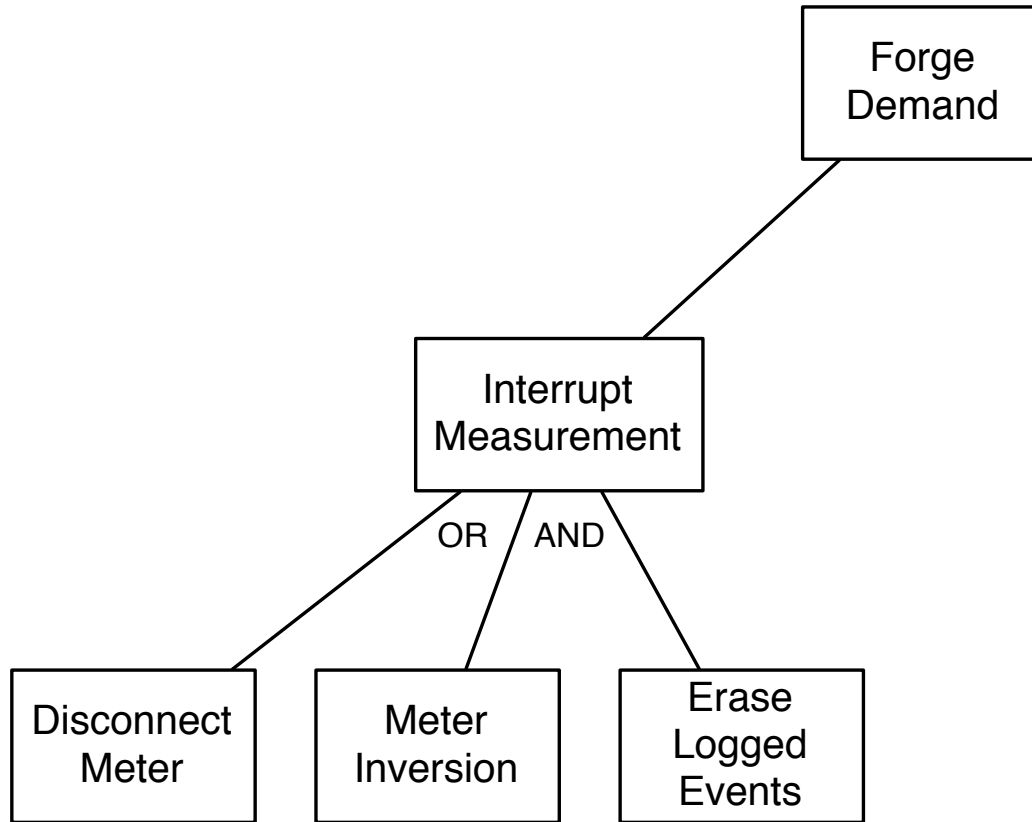 Forge
Demand
Interrupt
Measurement
OR
AND
Disconnect
Meter
Meter
Inversion
Erase
Logged
Events